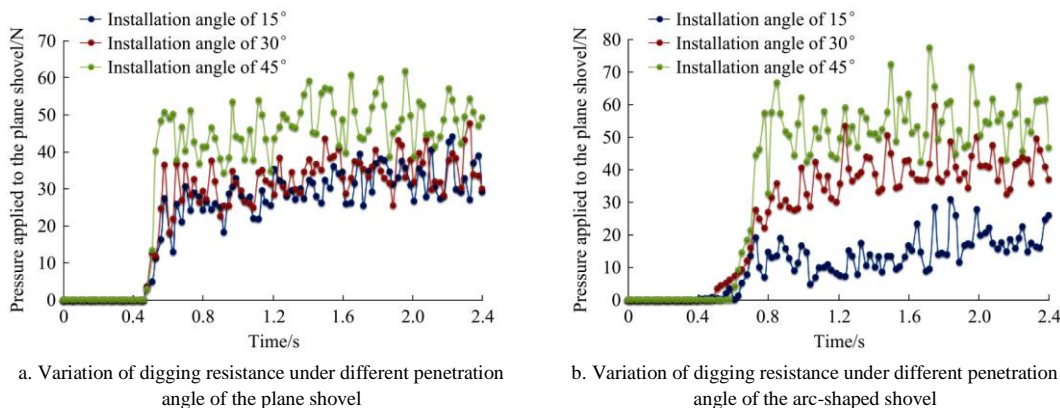 Installation angle of 15°
Installation angle of 30°
Installation angle of 45°
Pressure applied to the plane shovel/N
70
60
50
40
30
20
10
0
0 0.4 0.8 1.2 1.6 2.0 2.4
Time/s
a. Variation of digging resistance under different penetration
angle of the plane shovel
Installation angle of 15°
Installation angle of 30°
Installation angle of 45°
Pressure applied to the plane shovel/N
80
70
60
50
40
30
20
10
0
0 0.4 0.8 1.2 1.6 2.0 2.4
Time/s
b. Variation of digging resistance under different penetration
angle of the arc-shaped shovel